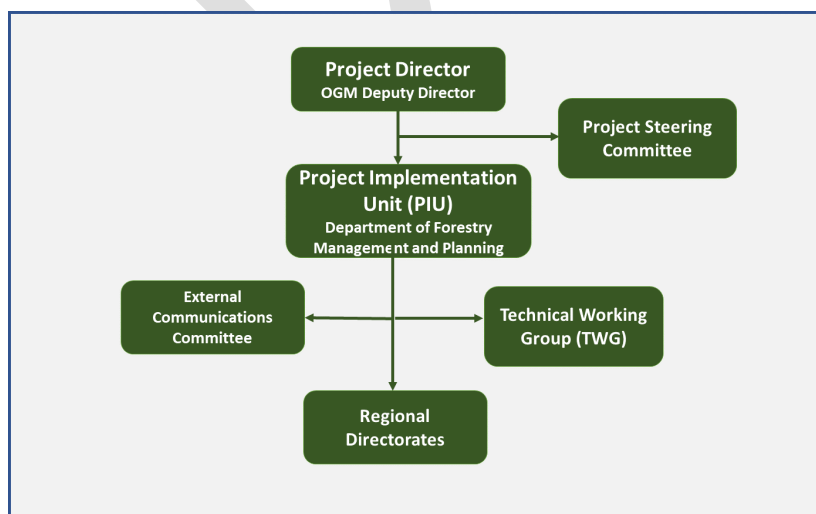 Project Director
OGM Deputy Director
Project Steering
Committee
Project Implementation
Unit (PIU)
Department of Forestry
Management and Planning
External
Communications
Committee
Technical Working
Group (TWG)
Regional
Directorates